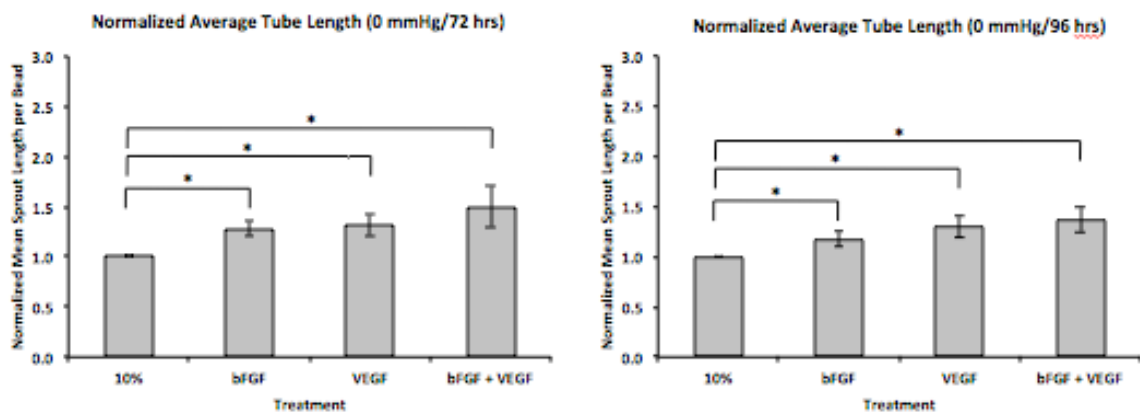 Normalized Average Tube Length (0 mmHg/72 hrs)
Normalized Mean Sprout Length per Bead
3.0
2.5
2.0
1.5
1.0
0.5
0.0
*
*
*
10%
bFGF
VEGF
bFGF + VEGF
Treatment
Normalized Average Tube Length (0 mmHg/96 hrs)
Normalized Mean Sprout Length per Bead
3.0
2.5
2.0
1.5
1.0
0.5
0.0
*
*
*
10%
bFGF
VEGF
bFGF + VEGF
Treatment